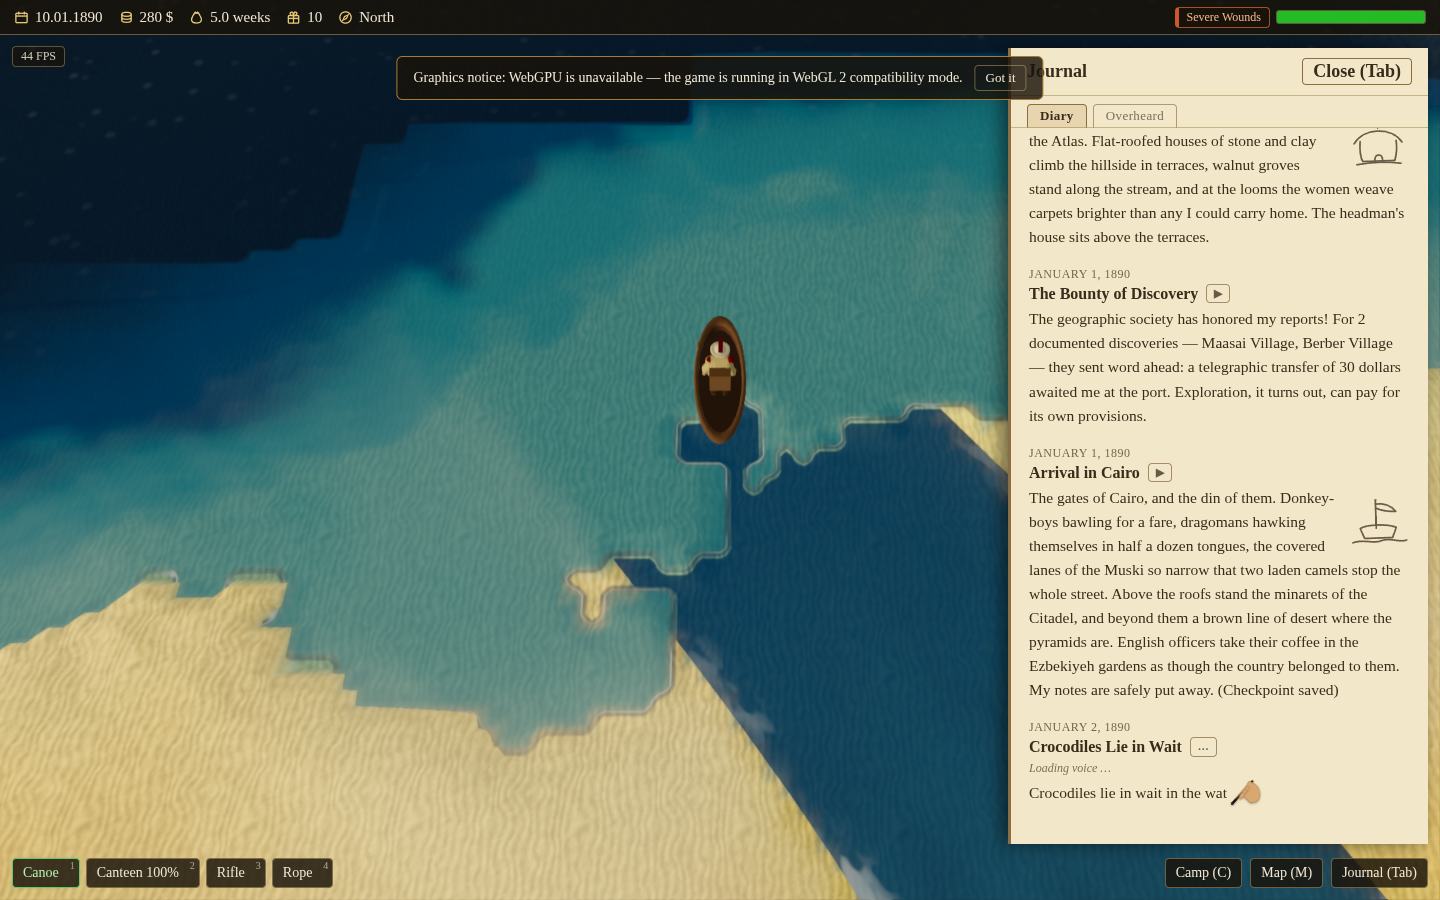 10.01.1890 280 $ 5.0 weeks 10 North
Severe Wounds
44 FPS
Graphics notice: WebGPU is unavailable — the game is running in WebGL 2 compatibility mode. Got it
Journal Close (Tab)
Diary Overheard
the Atlas. Flat-roofed houses of stone and clay
climb the hillside in terraces, walnut groves
stand along the stream, and at the looms the women weave
carpets brighter than any I could carry home. The headman's
house sits above the terraces.
JANUARY 1, 1890
The Bounty of Discovery
The geographic society has honored my reports! For 2
documented discoveries — Maasai Village, Berber Village
— they sent word ahead: a telegraphic transfer of 30 dollars
awaited me at the port. Exploration, it turns out, can pay for
its own provisions.
JANUARY 1, 1890
Arrival in Cairo
The gates of Cairo, and the din of them. Donkey-
boys bawling for a fare, dragomans hawking
themselves in half a dozen tongues, the covered
lanes of the Muski so narrow that two laden camels stop the
whole street. Above the roofs stand the minarets of the
Citadel, and beyond them a brown line of desert where the
pyramids are. English officers take their coffee in the
Ezbekiyeh gardens as though the country belonged to them.
My notes are safely put away. (Checkpoint saved)
JANUARY 2, 1890
Crocodiles Lie in Wait ...
Loading voice …
Crocodiles lie in wait in the wat
Canoe 1 Canteen 100% 2 Rifle 3 Rope 4
Camp (C) Map (M) Journal (Tab)